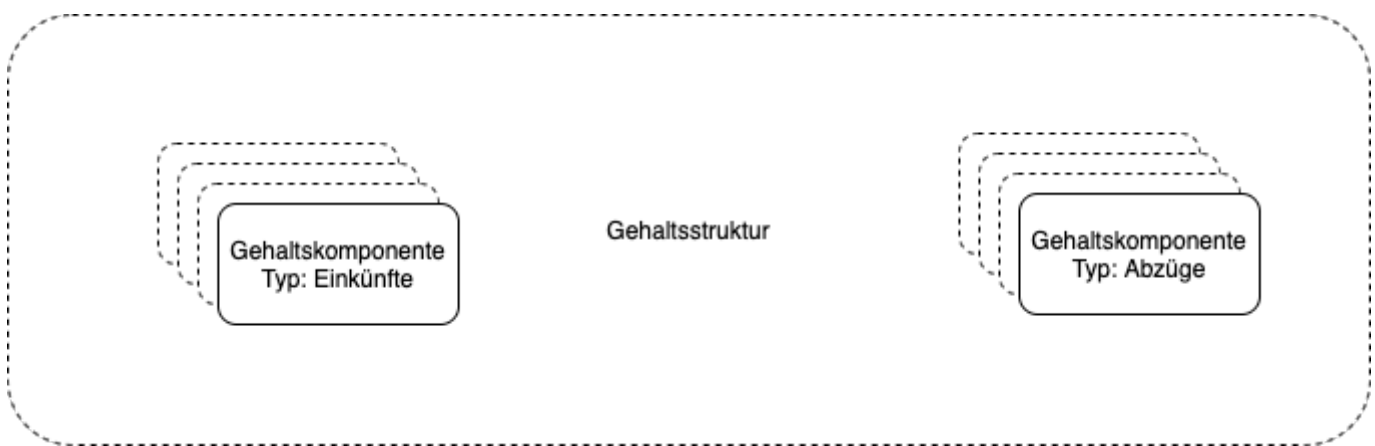 Gehaltskomponente
Typ: Einkünfte
Gehaltsstruktur
Gehaltskomponente
Typ: Abzüge